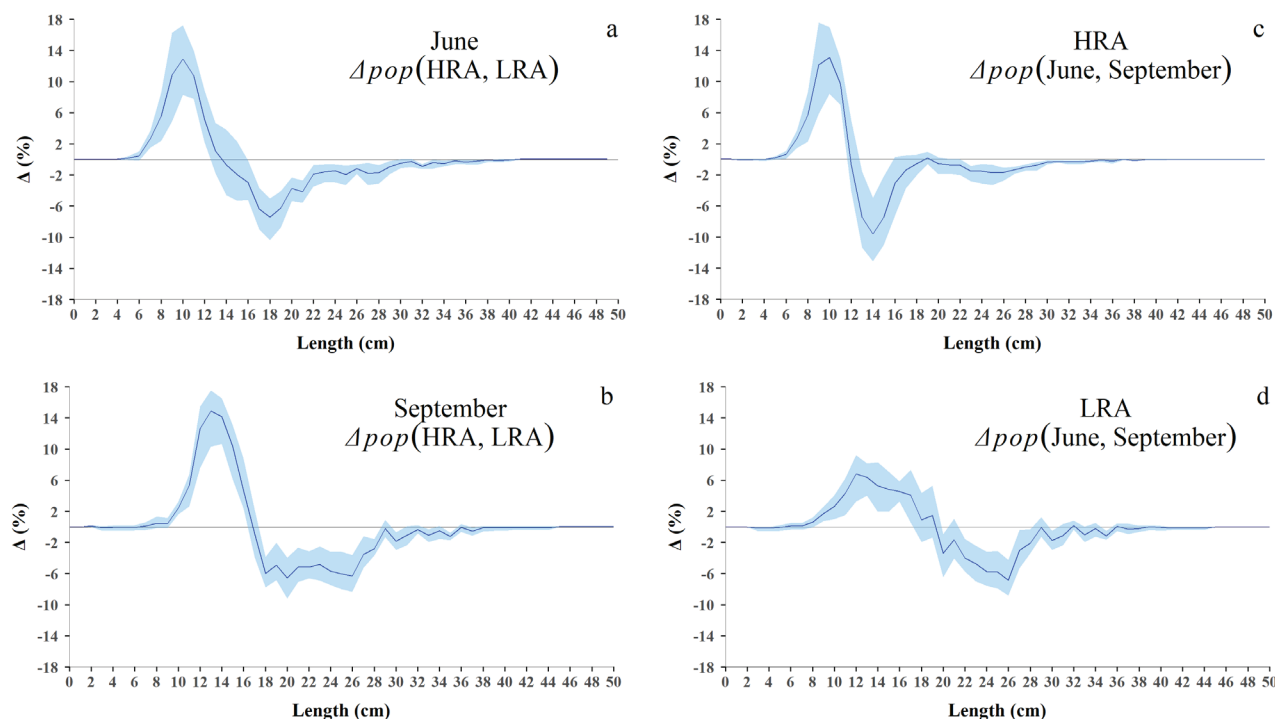 a
June
Δpop(HRA, LRA)
18
14
10
6
2
-2
-6
-10
-14
-18
Δ (%)
0 2 4 6 8 10 12 14 16 18 20 22 24 26 28 30 32 34 36 38 40 42 44 46 48 50
Length (cm)
c
HRA
Δpop(June, September)
18
14
10
6
2
-2
-6
-10
-14
-18
Δ (%)
0 2 4 6 8 10 12 14 16 18 20 22 24 26 28 30 32 34 36 38 40 42 44 46 48 50
Length (cm)
b
September
Δpop(HRA, LRA)
18
14
10
6
2
-2
-6
-10
-14
-18
Δ (%)
0 2 4 6 8 10 12 14 16 18 20 22 24 26 28 30 32 34 36 38 40 42 44 46 48 50
Length (cm)
d
LRA
Δpop(June, September)
18
14
10
6
2
-2
-6
-10
-14
-18
Δ (%)
0 2 4 6 8 10 12 14 16 18 20 22 24 26 28 30 32 34 36 38 40 42 44 46 48 50
Length (cm)